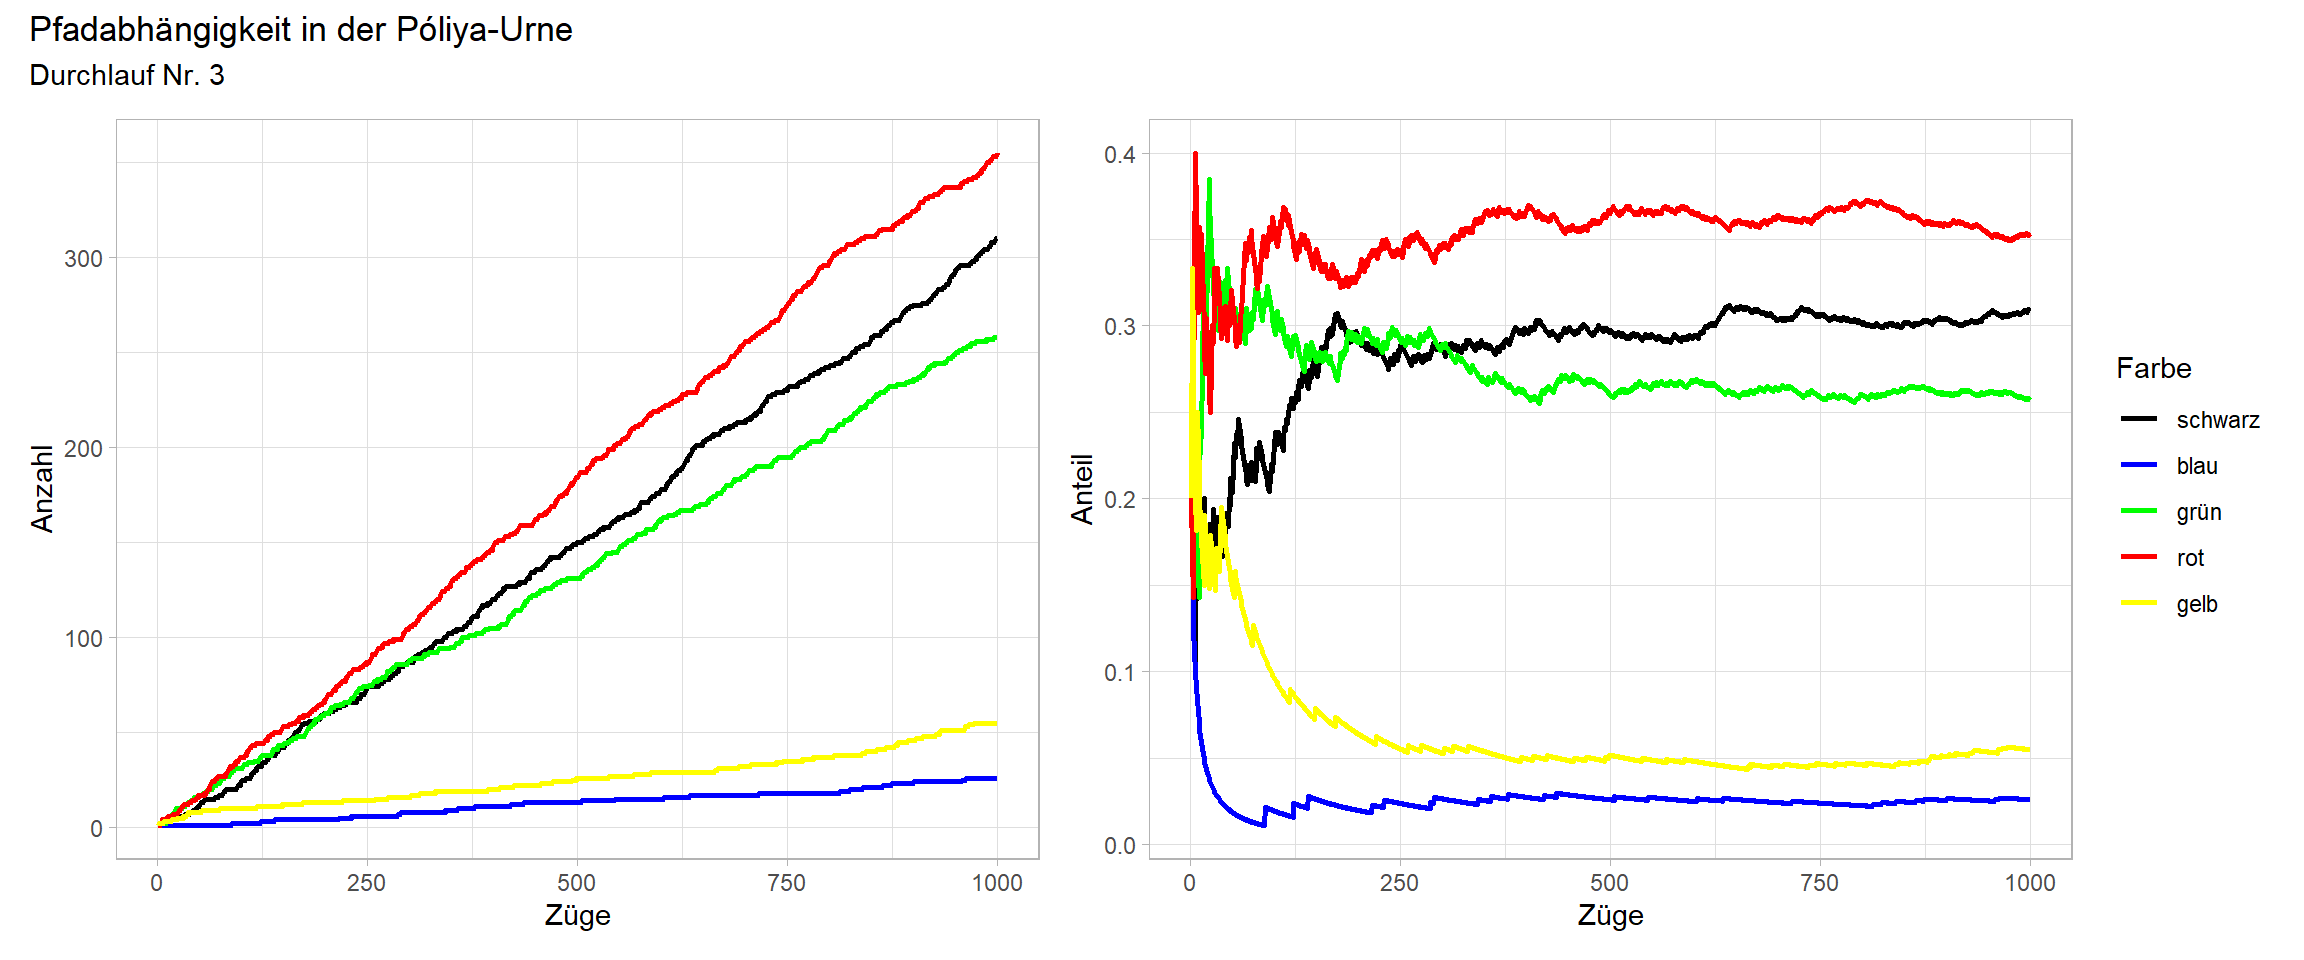 Pfadabhängigkeit in der Póliya-Urne
Durchlauf Nr. 3
Anzahl
300
200
100
0
0 250 500 750 1000
Züge
Anteil
0.4
0.3
0.2
0.1
0.0
0 250 500 750 1000
Züge
Farbe
schwarz
blau
grün
rot
gelb